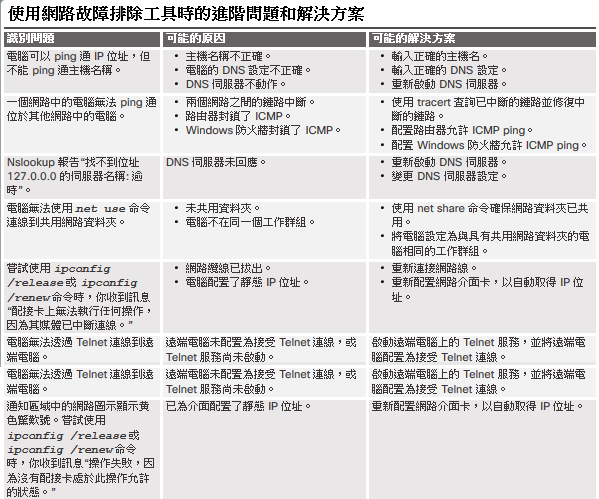 使用網路故障排除工具時的進階問題和解決方案
識別問題
可能的原因
可能的解決方案
電腦可以 ping 通 IP 位址，但
不能 ping 通主機名稱。
• 主機名稱不正確。
• 電腦的 DNS 設定不正確。
• DNS 伺服器不動作。
• 輸入正確的主機名。
• 輸入正確的 DNS 設定。
• 重新啟動 DNS 伺服器。
一個網路中的電腦無法 ping 通
位於其他網路中的電腦。
• 兩個網路之間的鏈路中斷。
• 路由器封鎖了 ICMP。
• Windows 防火牆封鎖了 ICMP。
• 使用 tracert 查詢已中斷的鏈路並修復中
斷的鏈路。
• 配置路由器允許 ICMP ping。
• 配置 Windows 防火牆允許 ICMP ping。
Nslookup 報告“找不到位址
127.0.0.0 的伺服器名稱: 逾
時”。
DNS 伺服器未回應。
• 重新啟動 DNS 伺服器。
• 變更 DNS 伺服器設定。
電腦無法使用 net use 命令
連線到共用網路資料夾。
• 未共用資料夾。
• 電腦不在同一個工作群組。
• 使用 net share 命令確保網路資料夾已共
用。
• 將電腦設定為與具有共用網路資料夾的電
腦相同的工作群組。
嘗試使用 ipconfig
/release 或 ipconfig
/renew 命令時，你收到訊息
“配接卡上無法執行任何操作，
因為其媒體已中斷連線。”
• 網路纜線已拔出。
• 電腦配置了靜態 IP 位址。
• 重新連接網路線。
• 重新配置網路介面卡，以自動取得 IP 位
址。
電腦無法透過 Telnet 連線到遠
端電腦。
遠端電腦未配置為接受 Telnet 連線，或
Telnet 服務尚未啟動。
啟動遠端電腦上的 Telnet 服務，並將遠端電
腦配置為接受 Telnet 連線。
電腦無法透過 Telnet 連線到遠
端電腦。
遠端電腦未配置為接受 Telnet 連線，或
Telnet 服務尚未啟動。
啟動遠端電腦上的 Telnet 服務，並將遠端電
腦配置為接受 Telnet 連線。
通知區域中的網路圖示顯示黃
色驚歎號。嘗試使用
ipconfig /release 或
ipconfig /renew 命令
時，你收到訊息“操作失敗，因
為沒有配接卡處於此操作允許
的狀態。”
已為介面配置了靜態 IP 位址。
重新配置網路介面卡，以自動取得 IP 位址。